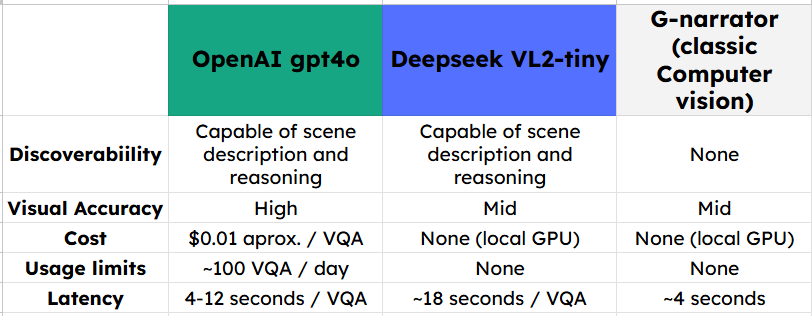 OpenAI gpt4o
Deepseek VL2-tiny
G-narrator
(classic
Computer
vision)
Discoverabiility
Capable of scene
description and
reasoning
Capable of scene
description and
reasoning
None
Visual Accuracy
High
Mid
Mid
Cost
$0.01 aprox. / VQA
None (local GPU)
None (local GPU)
Usage limits
~100 VQA / day
None
None
Latency
4-12 seconds / VQA
~18 seconds / VQA
~4 seconds